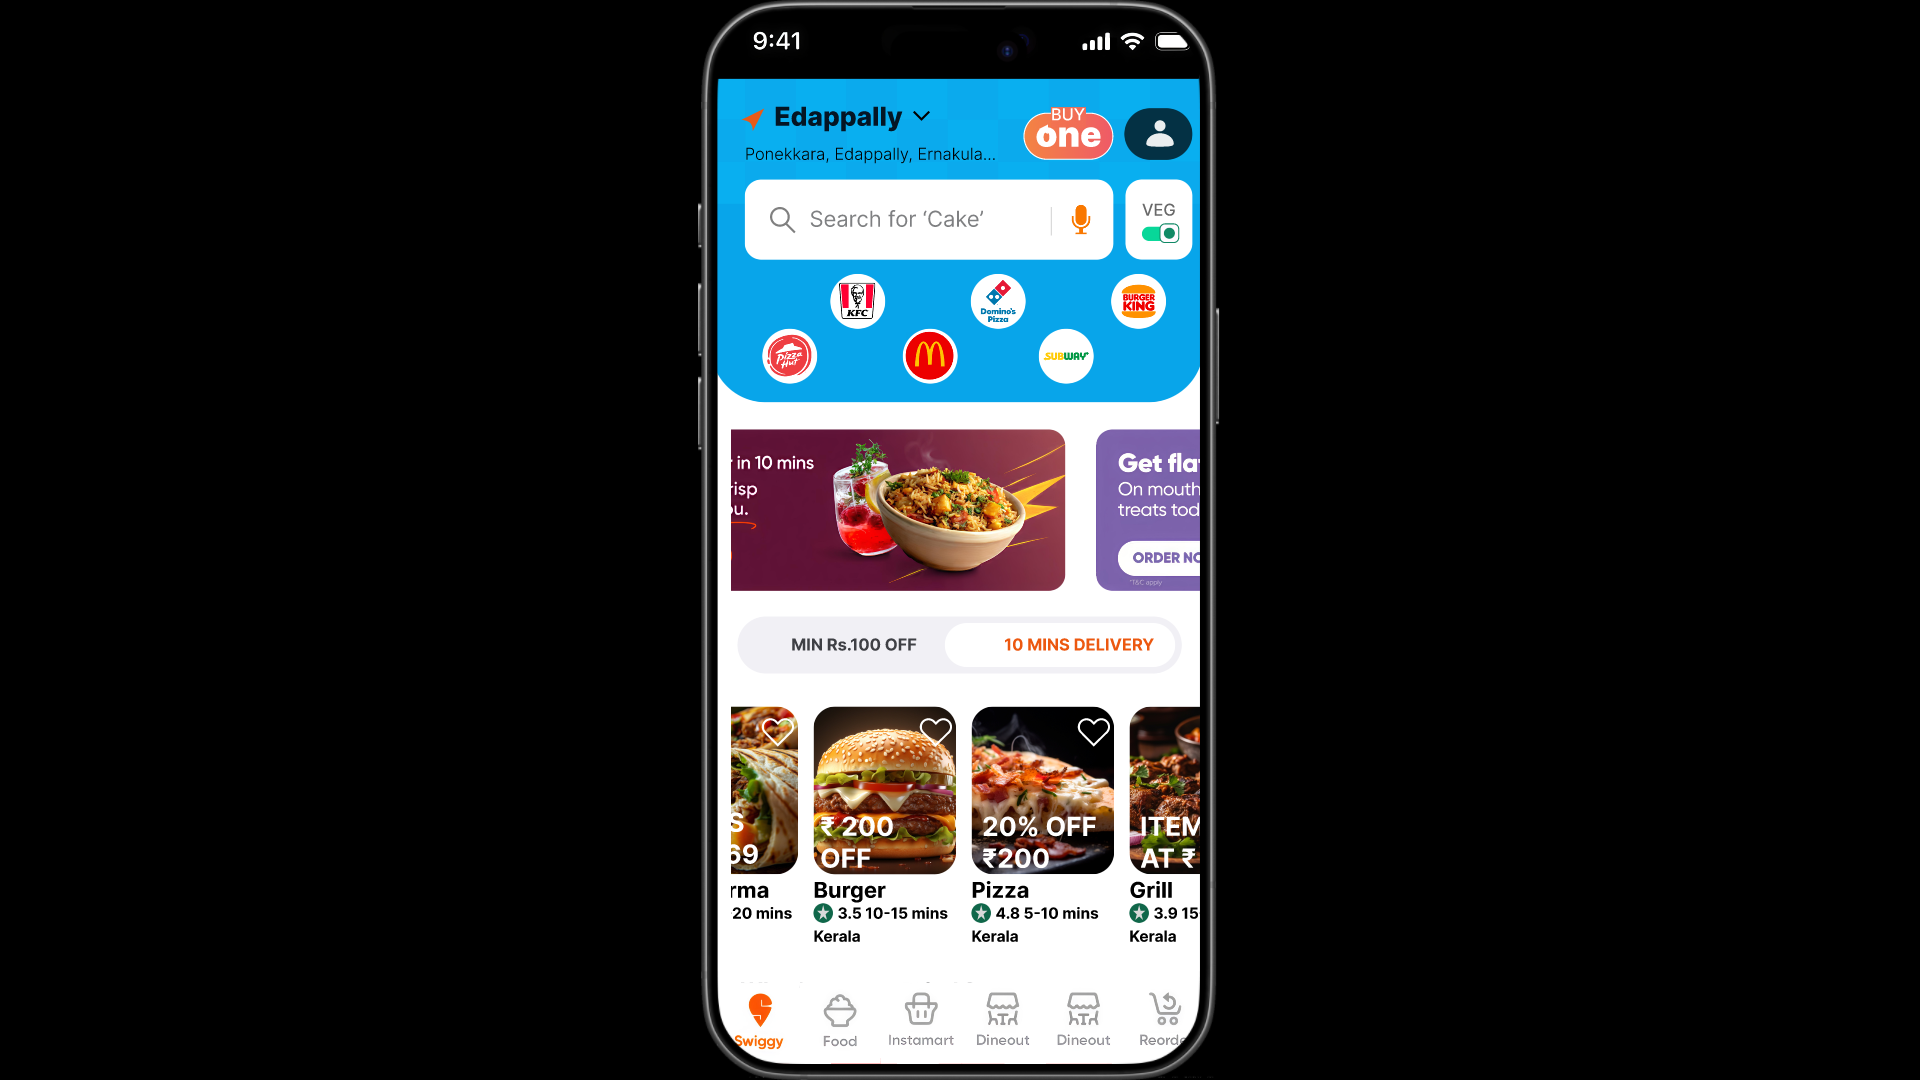 9:41
Edappally
Ponekkara, Edappally, Ernakula...
BUY
one
Search for ‘Cake’
VEG
KFC
Domino's
Pizza
BURGER
KING
Pizza
Hut
SUBWAY
in 10 mins
risp
ou.
Get fla
On mouth
treats tod
ORDER NO
*T&C apply
MIN Rs.100 OFF
10 MINS DELIVERY
S
69
₹ 200
OFF
20% OFF
₹200
ITEM
AT ₹
rma
Burger
Pizza
Grill
-20 mins
3.5 10-15 mins
4.8 5-10 mins
3.9 15
Kerala
Kerala
Kerala
Swiggy
Food
Instamart
Dineout
Dineout
Reorde